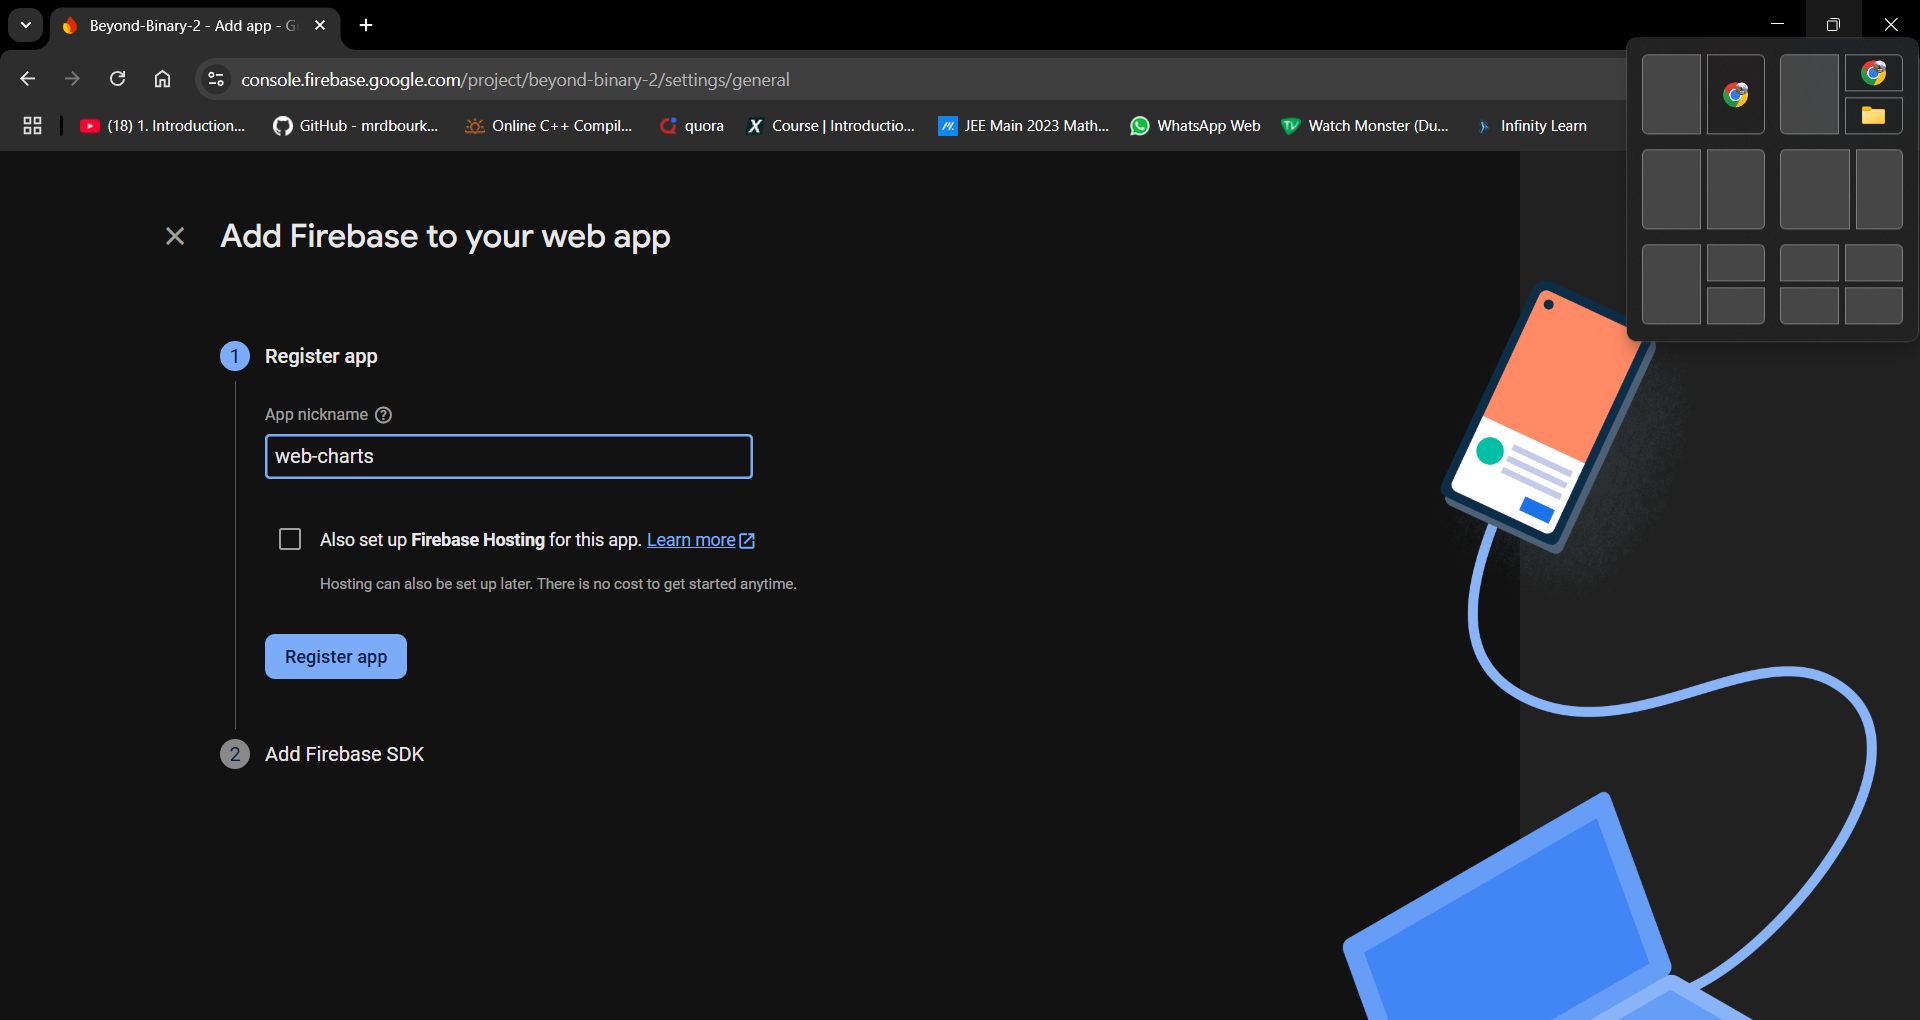 Beyond-Binary-2 - Add app - G
console.firebase.google.com/project/beyond-binary-2/settings/general
(18) 1. Introduction...
GitHub - mrdbourk...
Online C++ Compil...
quora
Course | Introductio...
JEE Main 2023 Math...
WhatsApp Web
Watch Monster (Du...
Infinity Learn
Add Firebase to your web app
1 Register app
App nickname
web-charts
Also set up Firebase Hosting for this app. Learn more
Hosting can also be set up later. There is no cost to get started anytime.
Register app
2 Add Firebase SDK